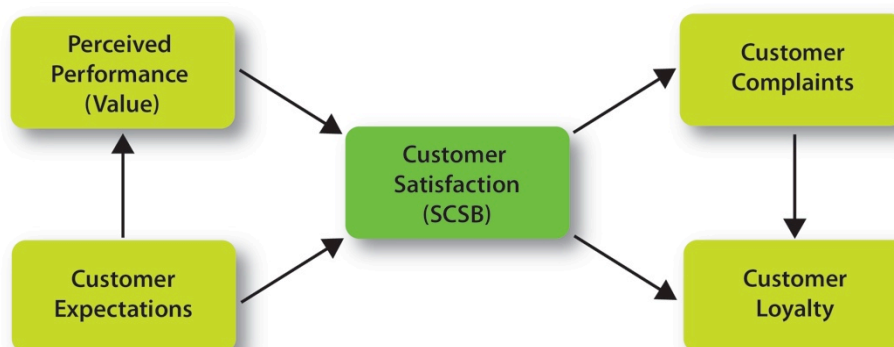 Perceived
Performance
(Value)
Customer
Complaints
Customer
Satisfaction
(SCSB)
Customer
Expectations
Customer
Loyalty